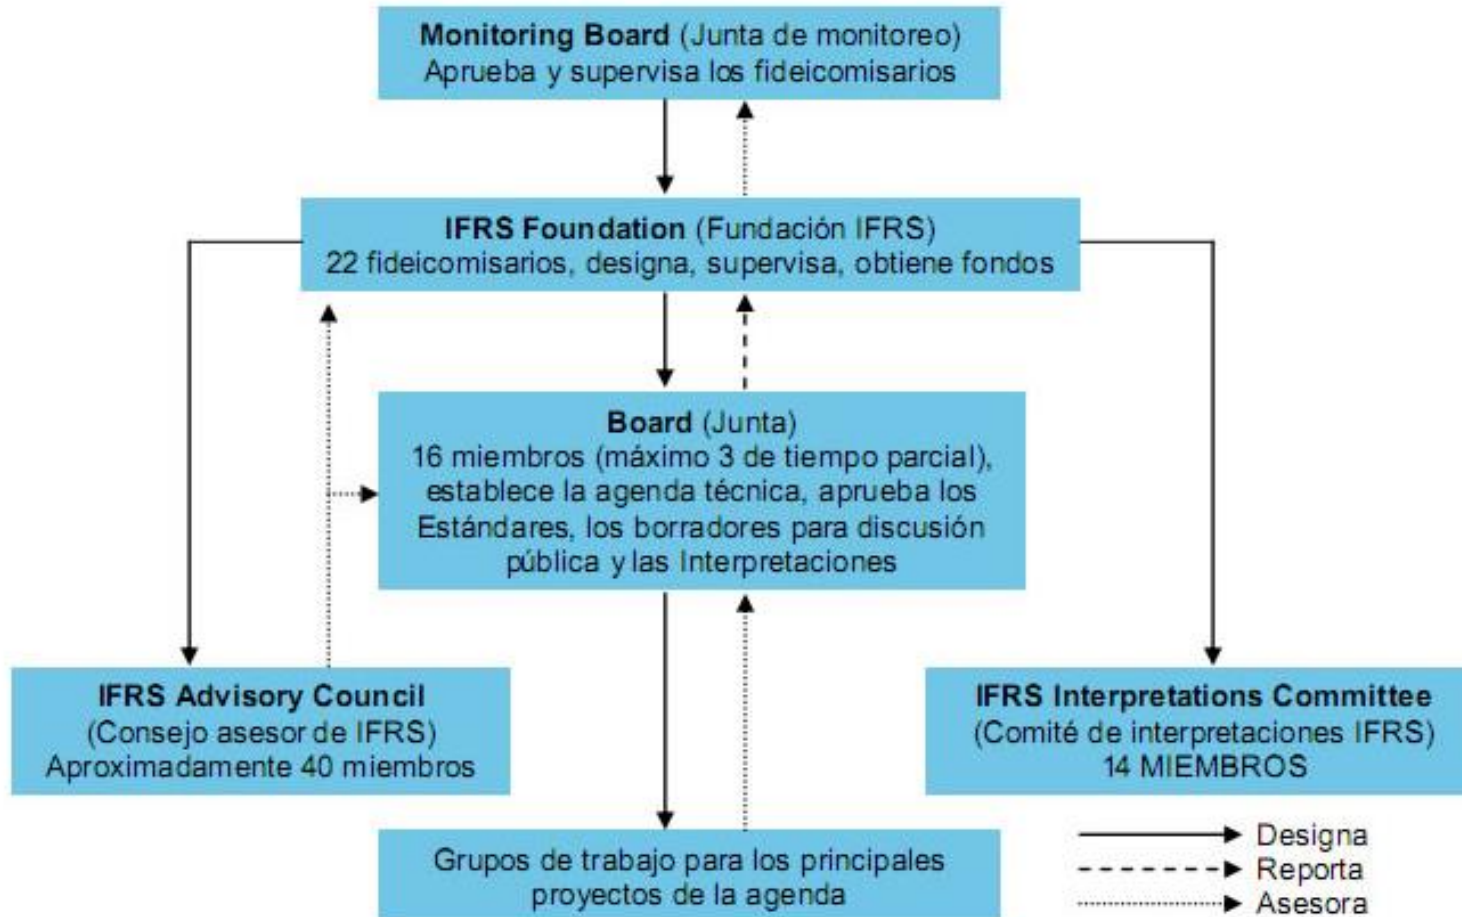 Monitoring Board (Junta de monitoreo)
Aprueba y supervisa los fideicomisarios
IFRS Foundation (Fundación IFRS)
22 fideicomisarios, designa, supervisa, obtiene fondos
Board (Junta)
16 miembros (máximo 3 de tiempo parcial),
establece la agenda técnica, aprueba los
Estándares, los borradores para discusión
pública y las Interpretaciones
IFRS Advisory Council
(Consejo asesor de IFRS)
Aproximadamente 40 miembros
IFRS Interpretations Committee
(Comité de interpretaciones IFRS)
14 MIEMBROS
Grupos de trabajo para los principales
proyectos de la agenda
Designa
Reporta
Asesora